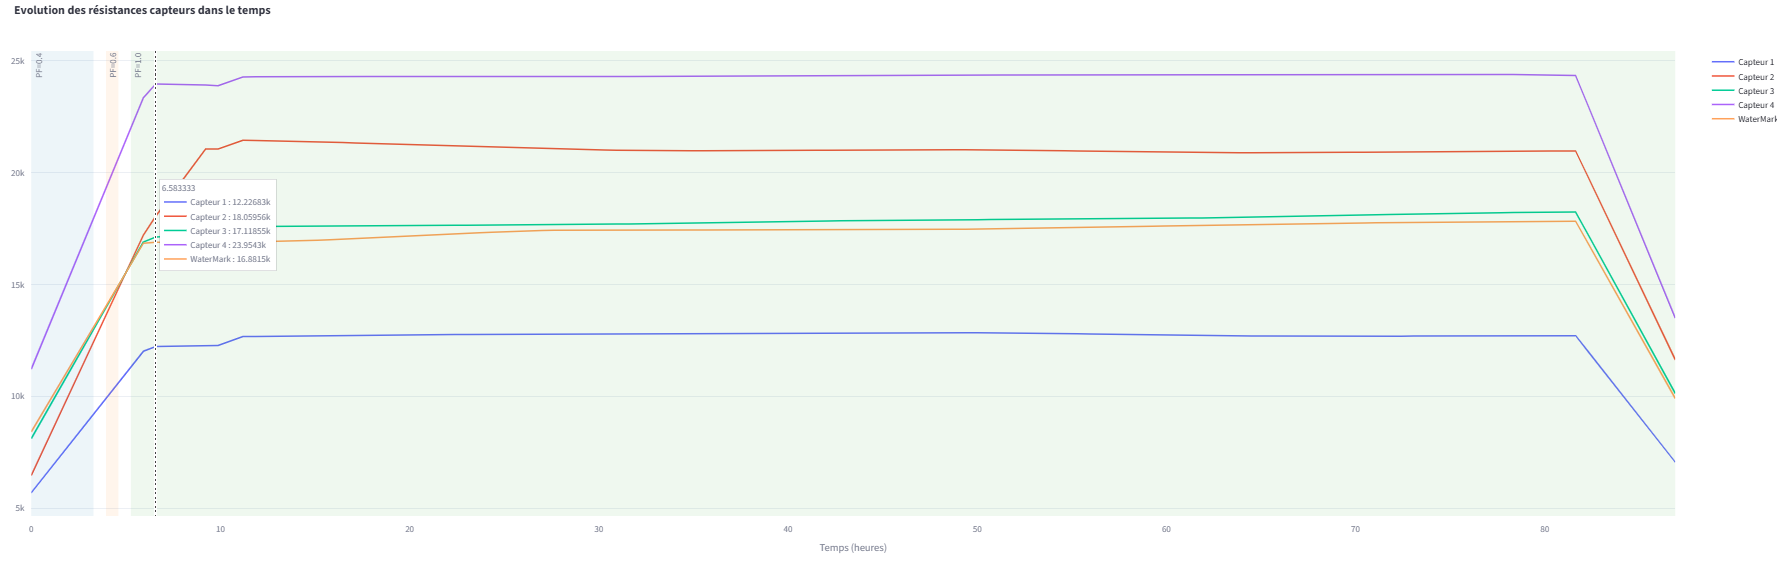 Evolution des résistances capteurs dans le temps
PF=0.4
PF=0.6
PF=1.0
25k
20k
15k
10k
5k
6.583333
Capteur 1 : 12.22683k
Capteur 2 : 18.05956k
Capteur 3 : 17.11855k
Capteur 4 : 23.9543k
WaterMark : 16.8815k
0 10 20 30 40 50 60 70 80
Temps (heures)
Capteur 1
Capteur 2
Capteur 3
Capteur 4
WaterMark